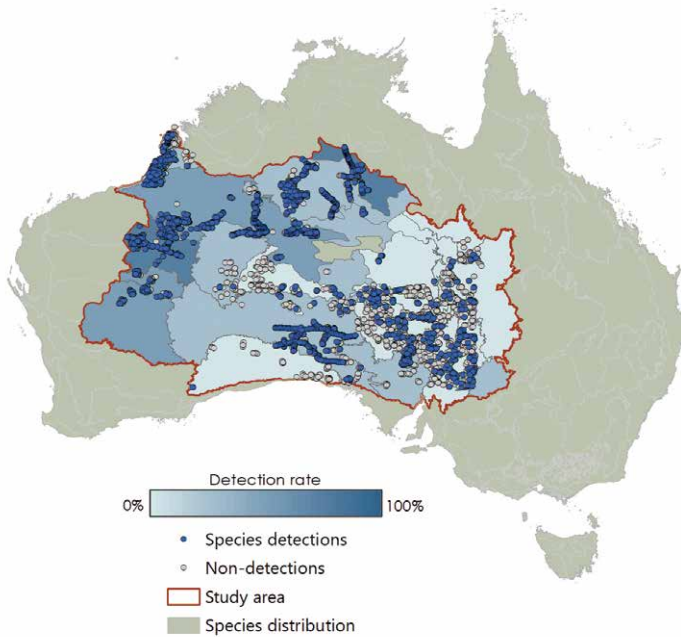 Detection rate
0% 100%
Species detections
Non-detections
Study area
Species distribution